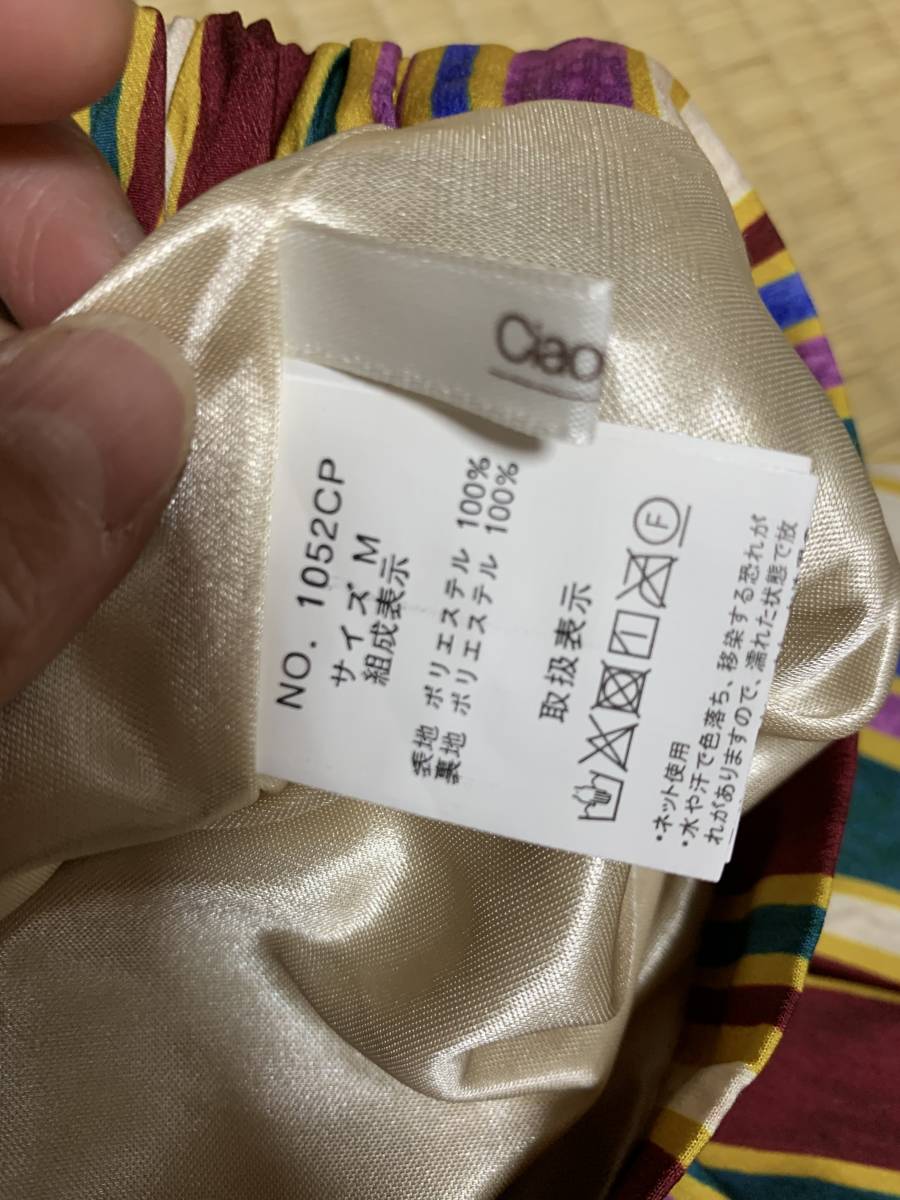 Ciao
NO. 1052CP
サイズ M
組成表示
表地 ポリエステル 100%
裏地 ポリエステル 100%
取扱表示
F
・ネット使用
・水や汗で色落ち、移染する恐れが
れがありますので、濡れた状態で放